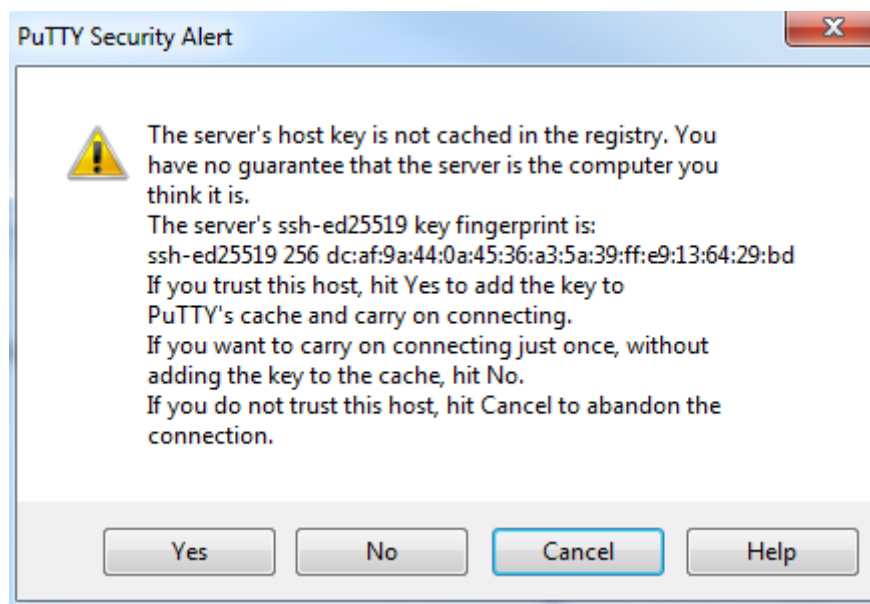 PuTTY Security Alert
The server's host key is not cached in the registry. You
have no guarantee that the server is the computer you
think it is.
The server's ssh-ed25519 key fingerprint is:
ssh-ed25519 256 dc:af:9a:44:0a:45:36:a3:5a:39:ff:e9:13:64:29:bd
If you trust this host, hit Yes to add the key to
PuTTY's cache and carry on connecting.
If you want to carry on connecting just once, without
adding the key to the cache, hit No.
If you do not trust this host, hit Cancel to abandon the
connection.
Yes No Cancel Help